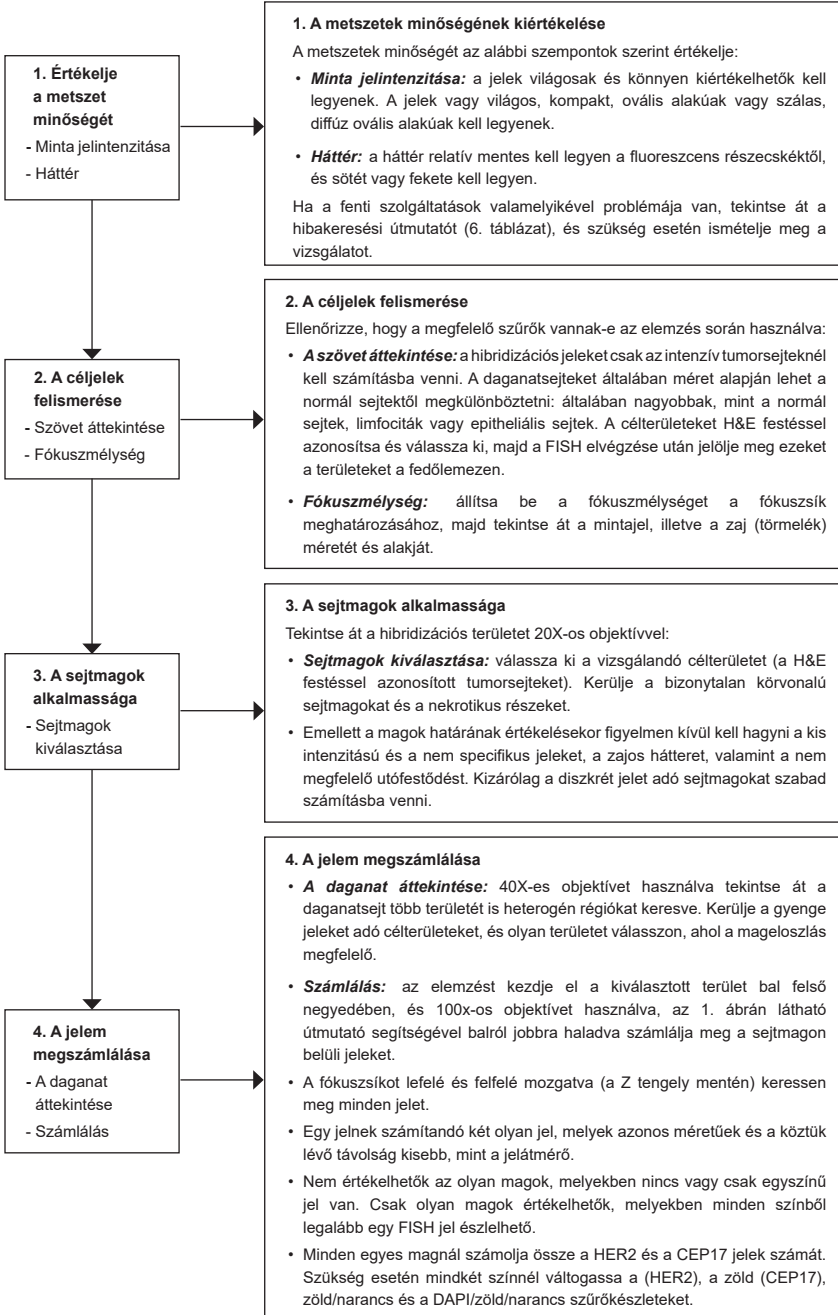 1. Értékelje
a metszet
minőségét
- Minta jelintenzitása
- Háttér
1. A metszetek minőségének kiértékelése
A metszetek minőségét az alábbi szempontok szerint értékelje:
• Minta jelintenzitása: a jelek világosak és könnyen kiértékelhetők kell
legyenek. A jelek vagy világos, kompakt, ovális alakúak vagy szálas,
diffúz ovális alakúak kell legyenek.
• Háttér: a háttér relatív mentes kell legyen a fluoreszcens részecskéktől,
és sötét vagy fekete kell legyen.
Ha a fenti szolgáltatások valamelyikével problémája van, tekintse át a
hibakeresési útmutatót (6. táblázat), és szükség esetén ismételje meg a
vizsgálatot.
2. A céljelek
felismerése
- Szövet áttekintése
- Fókuszmélység
2. A céljelek felismerése
Ellenőrizze, hogy a megfelelő szűrők vannak-e az elemzés során használva:
• A szövet áttekintése: a hibridizációs jeleket csak az intenzív tumorsejteknél
kell számításba venni. A daganatsejteket általában méret alapján lehet a
normál sejtektől megkülönböztetni: általában nagyobbak, mint a normál
sejtek, limfociták vagy epitheliális sejtek. A célterületeket H&E festéssel
azonosítsa és válassza ki, majd a FISH elvégzése után jelölje meg ezeket
a területeket a fedőlemezen.
• Fókuszmélység: állítsa be a fókuszmélységet a fókuszsík
meghatározásához, majd tekintse át a mintajel, illetve a zaj (törmelék)
méretét és alakját.
3. A sejtmagok
alkalmassága
- Sejtmagok
kiválasztása
3. A sejtmagok alkalmassága
Tekintse át a hibridizációs területet 20X-os objektívvel:
• Sejtmagok kiválasztása: válassza ki a vizsgálandó célterületet (a H&E
festéssel azonosított tumorsejteket). Kerülje a bizonytalan körvonalú
sejtmagokat és a nekrotikus részeket.
• Emellett a magok határának értékelésekor figyelmen kívül kell hagyni a kis
intenzitású és a nem specifikus jeleket, a zajos hátteret, valamint a nem
megfelelő utófestődést. Kizárólag a diszkrét jelet adó sejtmagokat szabad
számításba venni.
4. A jelem
megszámlálása
- A daganat
áttekintése
- Számlálás
4. A jelem megszámlálása
• A daganat áttekintése: 40X-es objektívet használva tekintse át a
daganatsejt több területét is heterogén régiókat keresve. Kerülje a gyenge
jeleket adó célterületeket, és olyan területet válasszon, ahol a mageloszlás
megfelelő.
• Számlálás: az elemzést kezdje el a kiválasztott terület bal felső
negyedében, és 100x-os objektívet használva, az 1. ábrán látható
útmutató segítségével balról jobbra haladva számlálja meg a sejtmagon
belüli jeleket.
• A fókuszsíkot lefelé és felfelé mozgatva (a Z tengely mentén) keressen
meg minden jelet.
• Egy jelnek számítandó két olyan jel, melyek azonos méretűek és a köztük
lévő távolság kisebb, mint a jelátmérő.
• Nem értékelhetők az olyan magok, melyekben nincs vagy csak egyszínű
jel van. Csak olyan magok értékelhetők, melyekben minden színből
legalább egy FISH jel észlelhető.
• Minden egyes magnál számolja össze a HER2 és a CEP17 jelek számát.
Szükség esetén mindkét színnél váltogassa a (HER2), a zöld (CEP17),
zöld/narancs és a DAPI/zöld/narancs szűrőkészleteket.